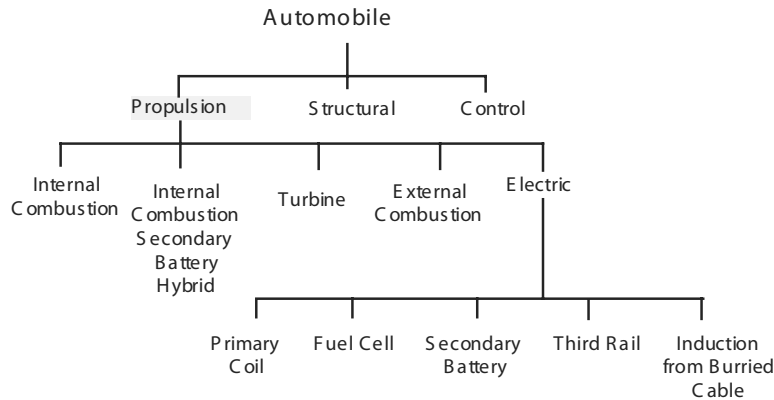 Automobile
Propulsion
Structural
Control
Internal
Combustion
Internal
Combustion
Secondary
Battery
Hybrid
Turbine
External
Combustion
Electric
Primary
Coil
Fuel Cell
Secondary
Battery
Third Rail
Induction
from Burried
Cable